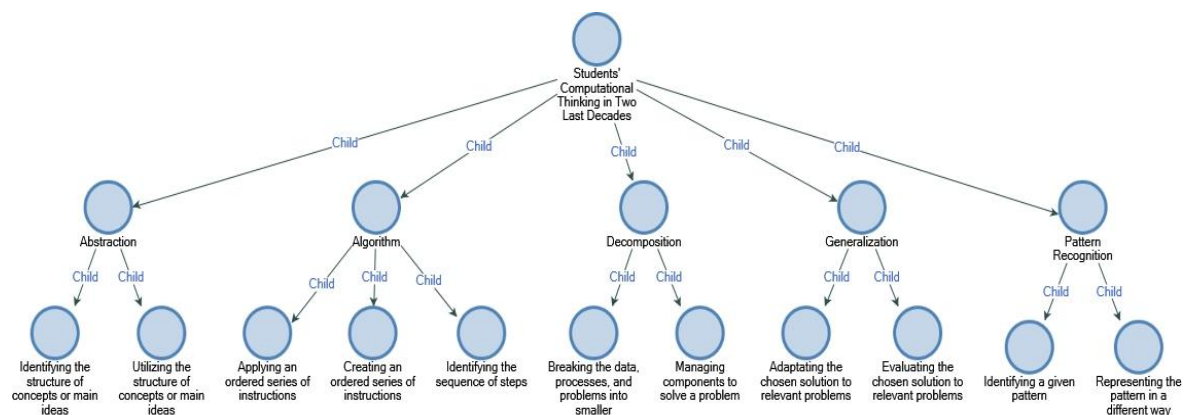 Students'
Computational
Thinking in Two
Last Decades
Child
Child
Child
Child
Child
Abstraction
Algorithm
Decomposition
Generalization
Pattern
Recognition
Child
Child
Child
Child
Child
Child
Child
Child
Child
Child
Child
Identifying the
structure of
concepts or main
ideas
Utilizing the
structure of
concepts or main
ideas
Applying an
ordered series of
instructions
Creating an
ordered series of
instructions
Identifying the
sequence of steps
Breaking the data,
processes, and
problems into
smaller
Managing
components to
solve a problem
Adaptating the
chosen solution to
relevant problems
Evaluating the
chosen solution to
relevant problems
Identifying a given
pattern
Representing the
pattern in a
different way